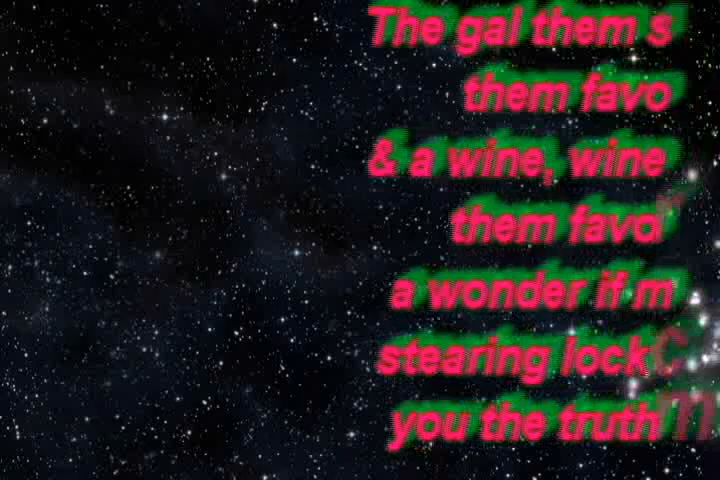 The gal them s
them favo
& a wine, wine
them favo
a wonder if m
stearing lock
you the truth